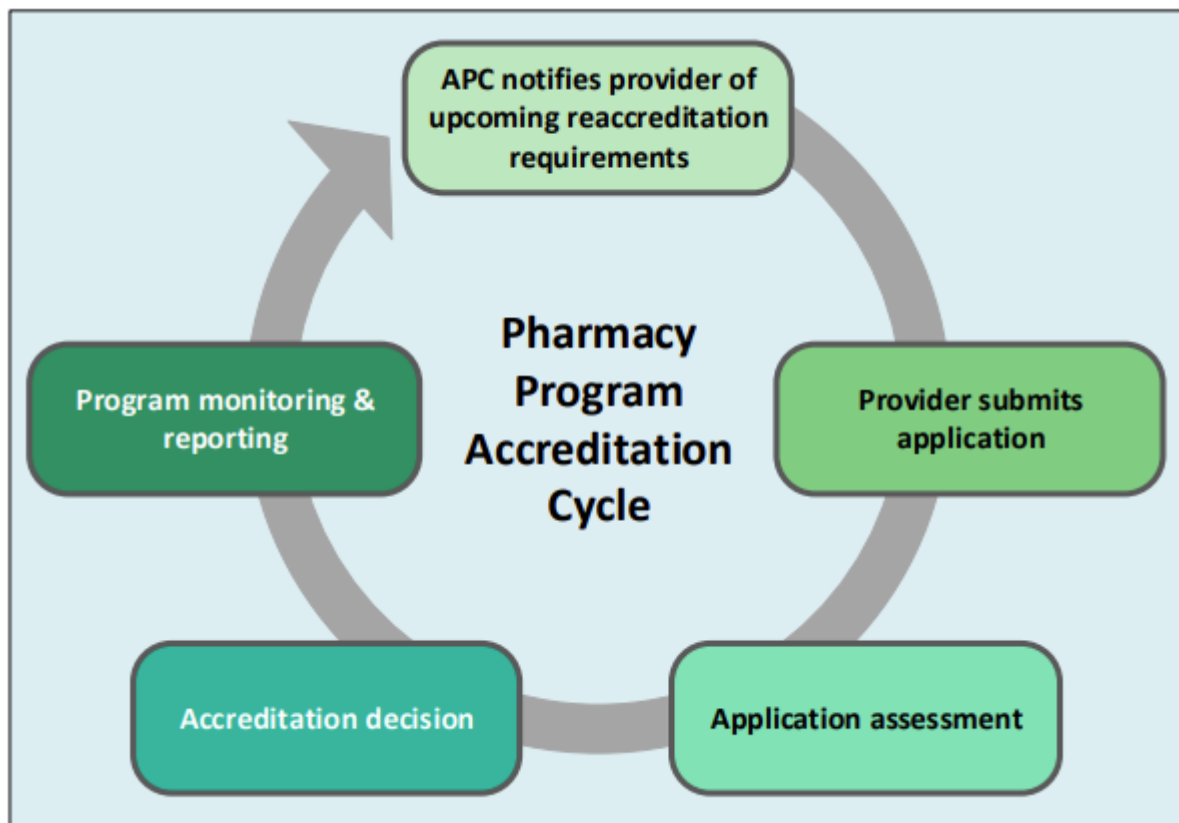 APC notifies provider of
upcoming reaccreditation
requirements
Pharmacy
Program
Accreditation
Cycle
Provider submits
application
Application assessment
Accreditation decision
Program monitoring &
reporting